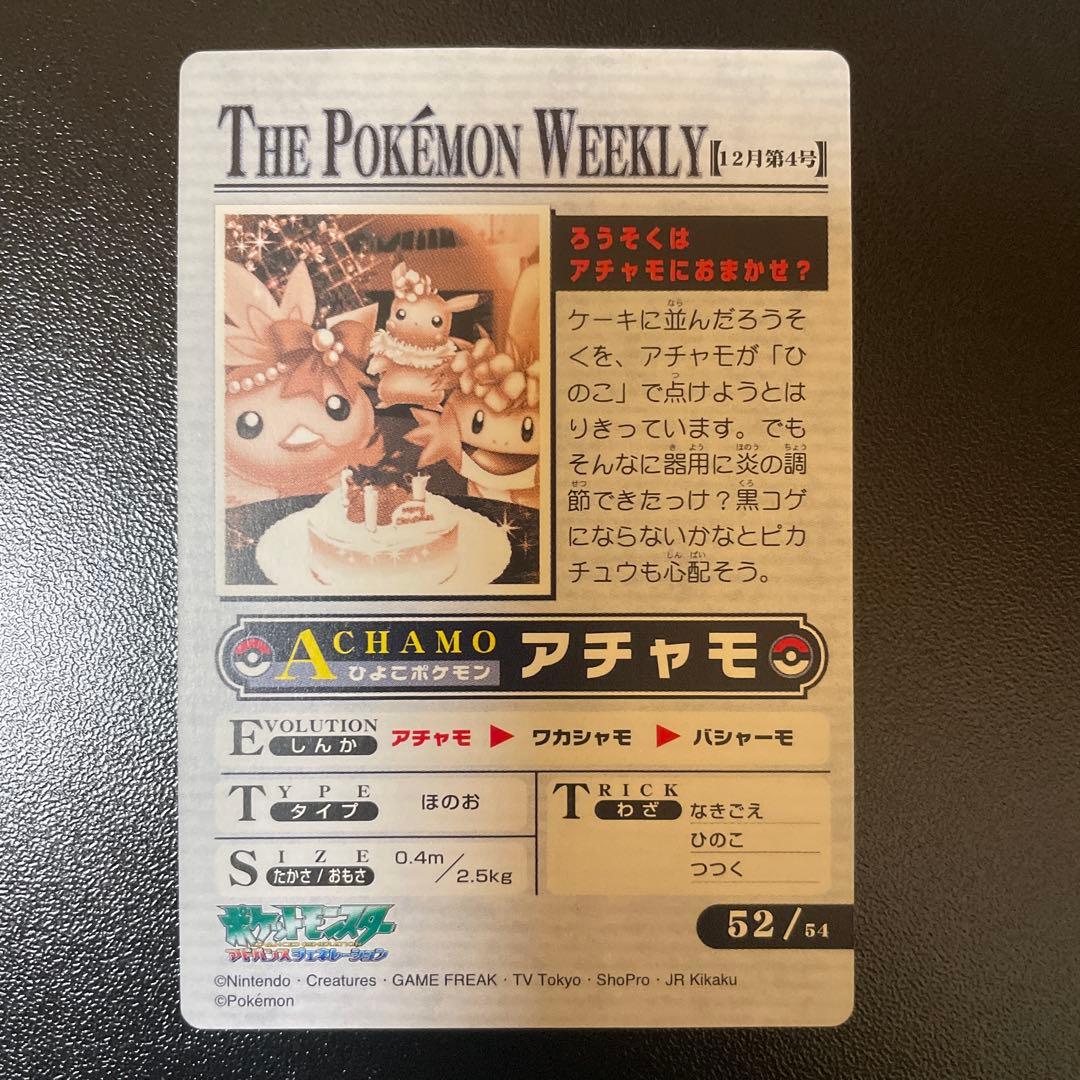 THE POKÉMON WEEKLY【12月第4号】
ろうそくは
アチャモにおまかせ？
ケーキに並んだろうそ
くを、アチャモが「ひ
のこ」で点けようとは
りきっています。でも
そんなに器用に炎の調
節できたっけ？黒コゲ
にならないかなとピカ
チュウも心配そう。
ACHAMO
ひよこポケモン
アチャモ
EVOLUTION
しんか
アチャモ ▶ ワカシャモ ▶ バシャーモ
TYPE
タイプ
ほのお
SIZE
たかさ/おもさ
0.4m/2.5kg
TRICK
わざ
なきごえ
ひのこ
つつく
ポケットモンスター
アドバンスジェネレーション
52/54
©Nintendo・Creatures・GAME FREAK・TV Tokyo・ShoPro・JR Kikaku
©Pokémon